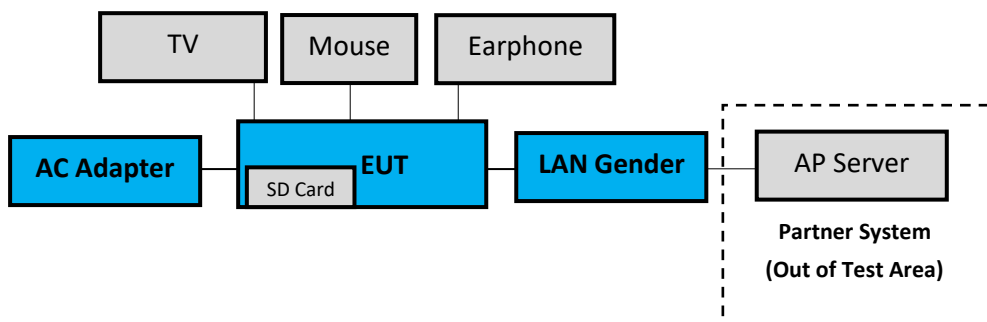 TV
Mouse
Earphone
AC Adapter
EUT
SD Card
LAN Gender
AP Server
Partner System
(Out of Test Area)